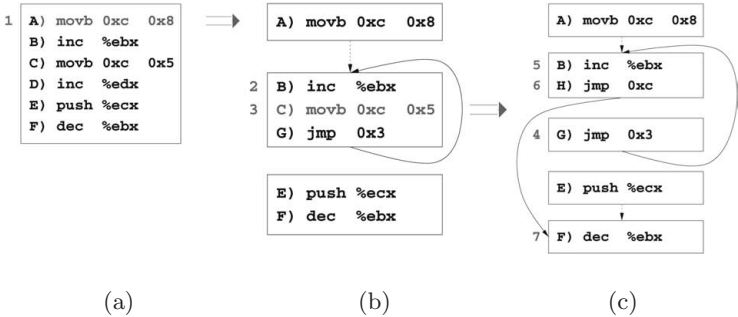 1 A) movb 0xc 0x8
B) inc %ebx
C) movb 0xc 0x5
D) inc %edx
E) push %ecx
F) dec %ebx
(a)
A) movb 0xc 0x8
2 B) inc %ebx
3 C) movb 0xc 0x5
G) jmp 0x3
E) push %ecx
F) dec %ebx
(b)
A) movb 0xc 0x8
5 B) inc %ebx
6 H) jmp 0xc
4 G) jmp 0x3
E) push %ecx
7 F) dec %ebx
(c)